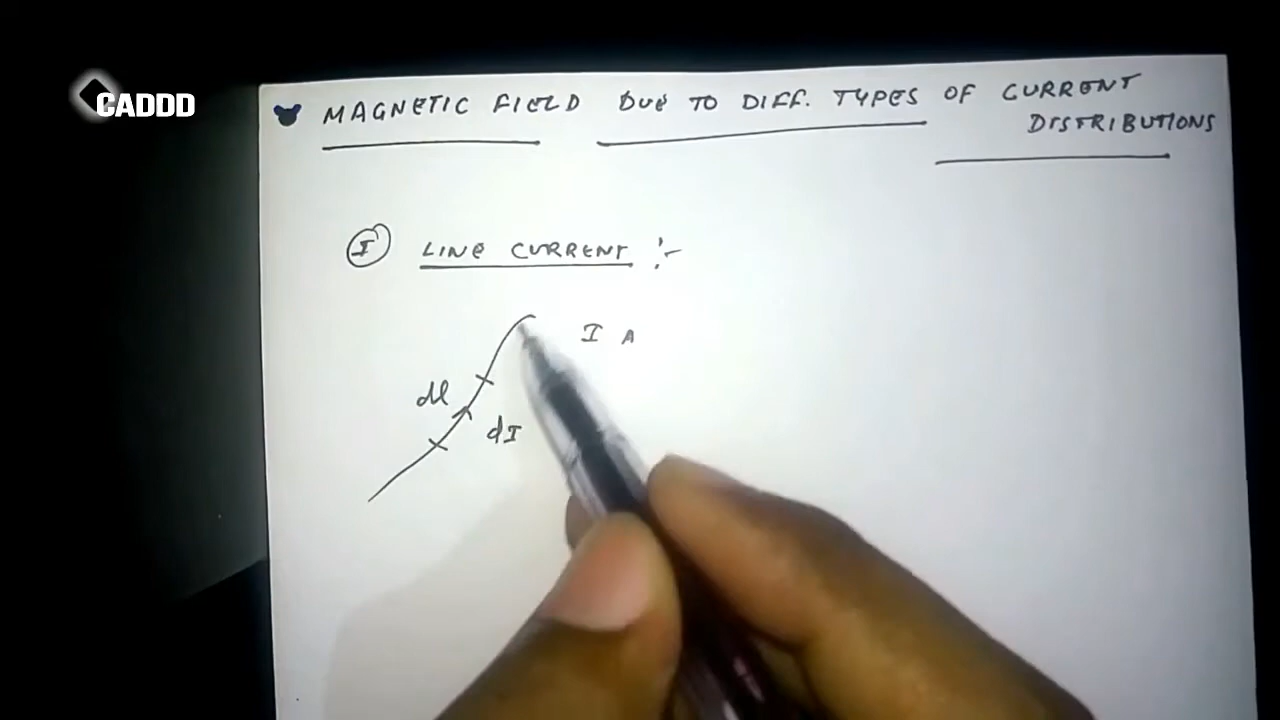 CADDD
MAGNETIC FIELD DUE TO DIFF. TYPES OF CURRENT
DISTRIBUTIONS
I LINE CURRENT :-
I A
dl
dI